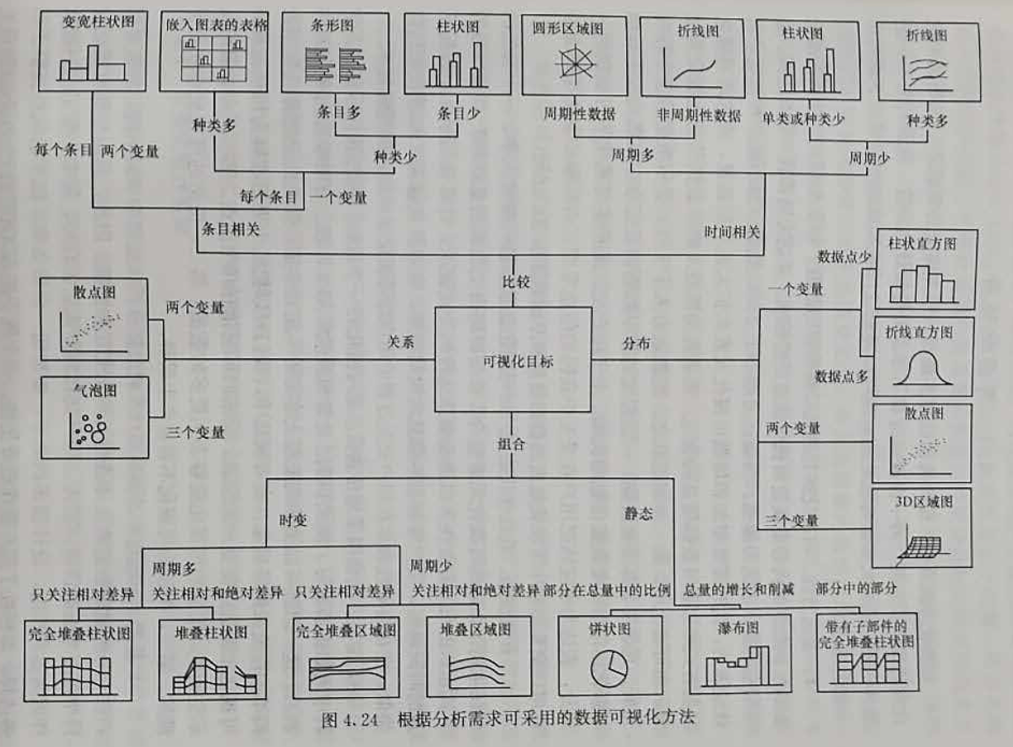 变宽柱状图
嵌入图表的表格
条形图
柱状图
圆形区域图
折线图
柱状图
折线图
种类多
条目多
条目少
周期性数据
非周期性数据
单类或种类少
种类多
每个条目
两个变量
种类少
周期多
周期少
每个条目
一个变量
条目相关
时间相关
比较
数据点少
柱状直方图
一个变量
散点图
两个变量
关系
可视化目标
分布
折线直方图
数据点多
气泡图
三个变量
组合
两个变量
散点图
三个变量
3D区域图
时变
静态
周期多
周期少
只关注相对差异
关注相对和绝对差异
只关注相对差异
关注相对和绝对差异
部分在总量中的比例
总量的增长和削减
部分中的部分
完全堆叠柱状图
堆叠柱状图
完全堆叠区域图
堆叠区域图
饼状图
瀑布图
带有子部件的
完全堆叠柱状图
图 4.24 根据分析需求可采用的数据可视化方法